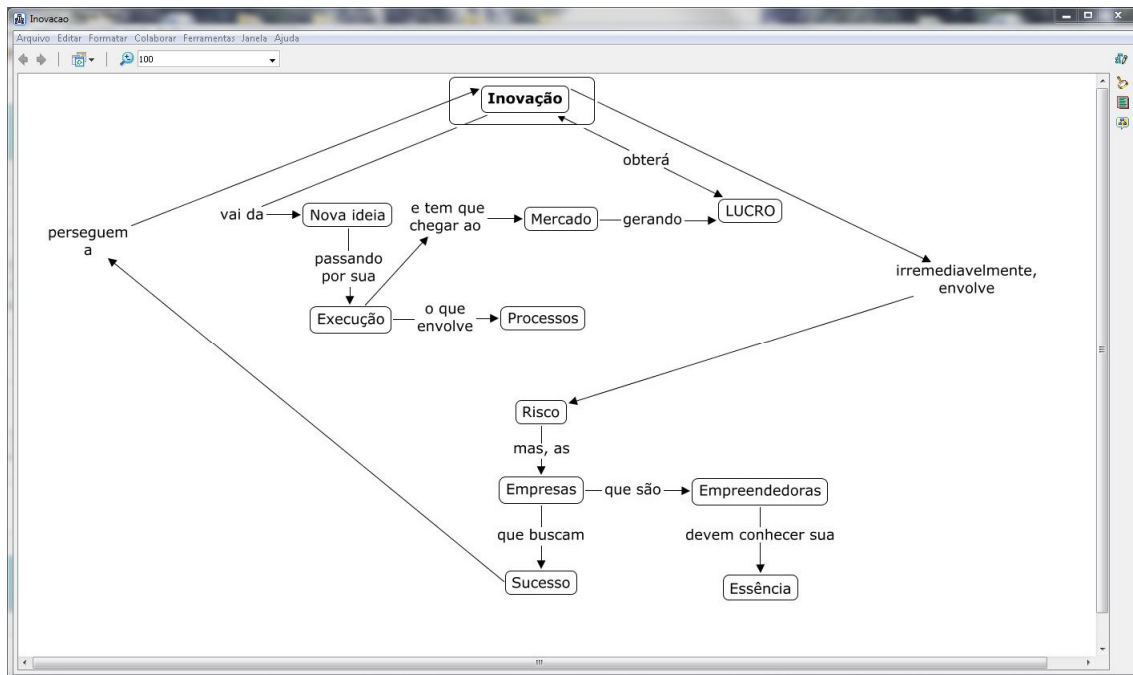 Inovacao
Arquivo Editar Formatar Colaborar Ferramentas Janela Ajuda
100
Inovação
obterá
vai da
Nova ideia
e tem que
chegar ao
Mercado
gerando
LUCRO
perseguem
a
passando
por sua
irremediavelmente,
envolve
Execução
o que
envolve
Processos
Risco
mas, as
Empresas
que são
Empreendedoras
que buscam
devem conhecer sua
Sucesso
Essência